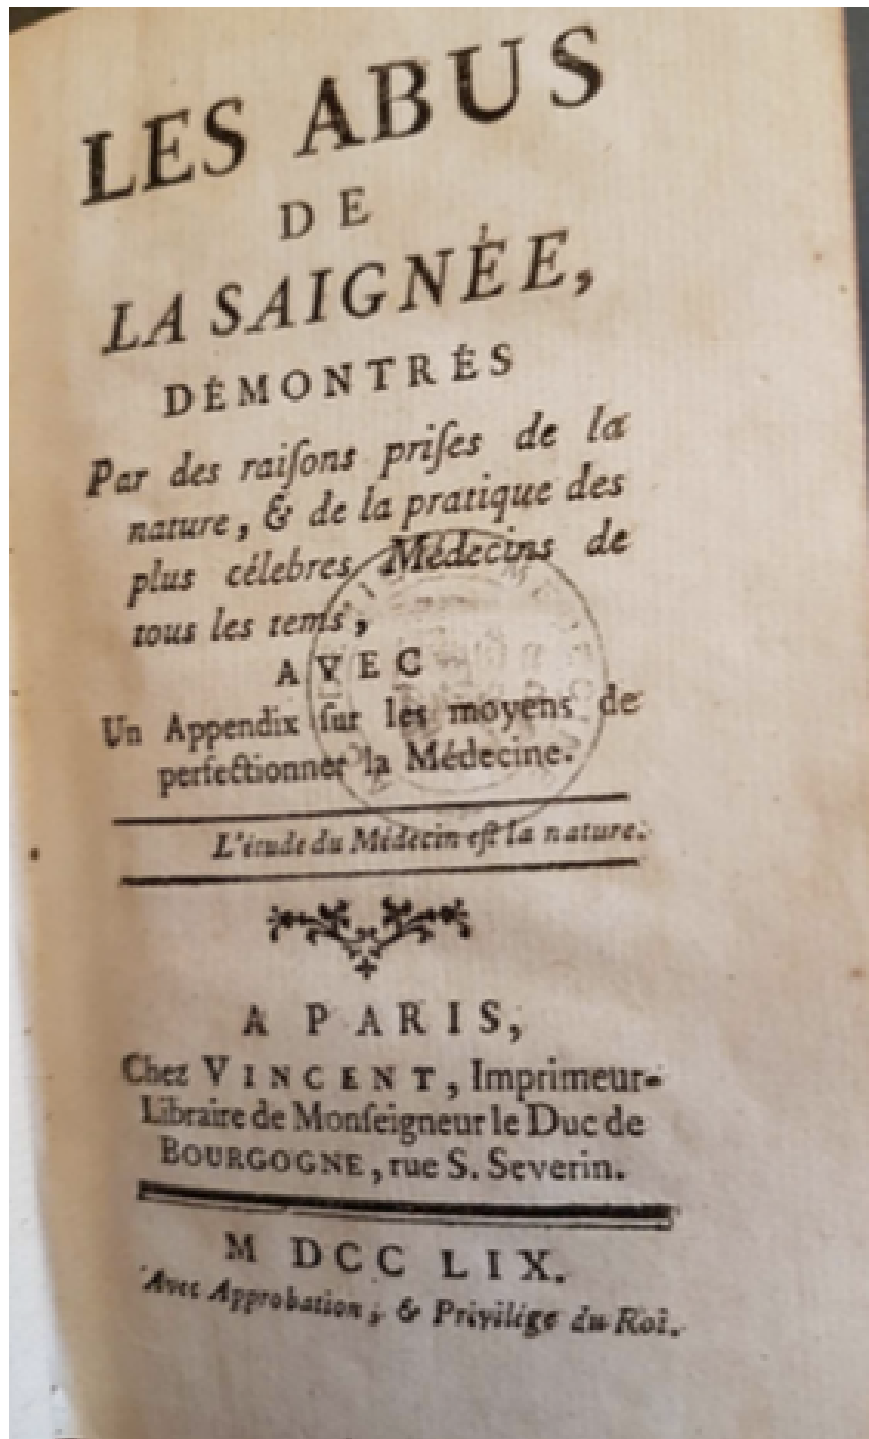 LES ABUS
DE
LA SAIGNÉE,
DÉMONTRÉS
Par des raiſons priſes de la
nature, & de la pratique des
plus célebres Médecins de
tous les tems,
AVEC
Un Appendix ſur les moyens de
perfectionner la Médecine.
L'étude du Médecin eſt la nature.
A PARIS,
Chez VINCENT, Imprimeur-
Libraire de Monſeigneur le Duc de
BOURGOGNE, rue S. Severin.
M DCC LIX.
Avec Approbation, & Privilége du Roi.